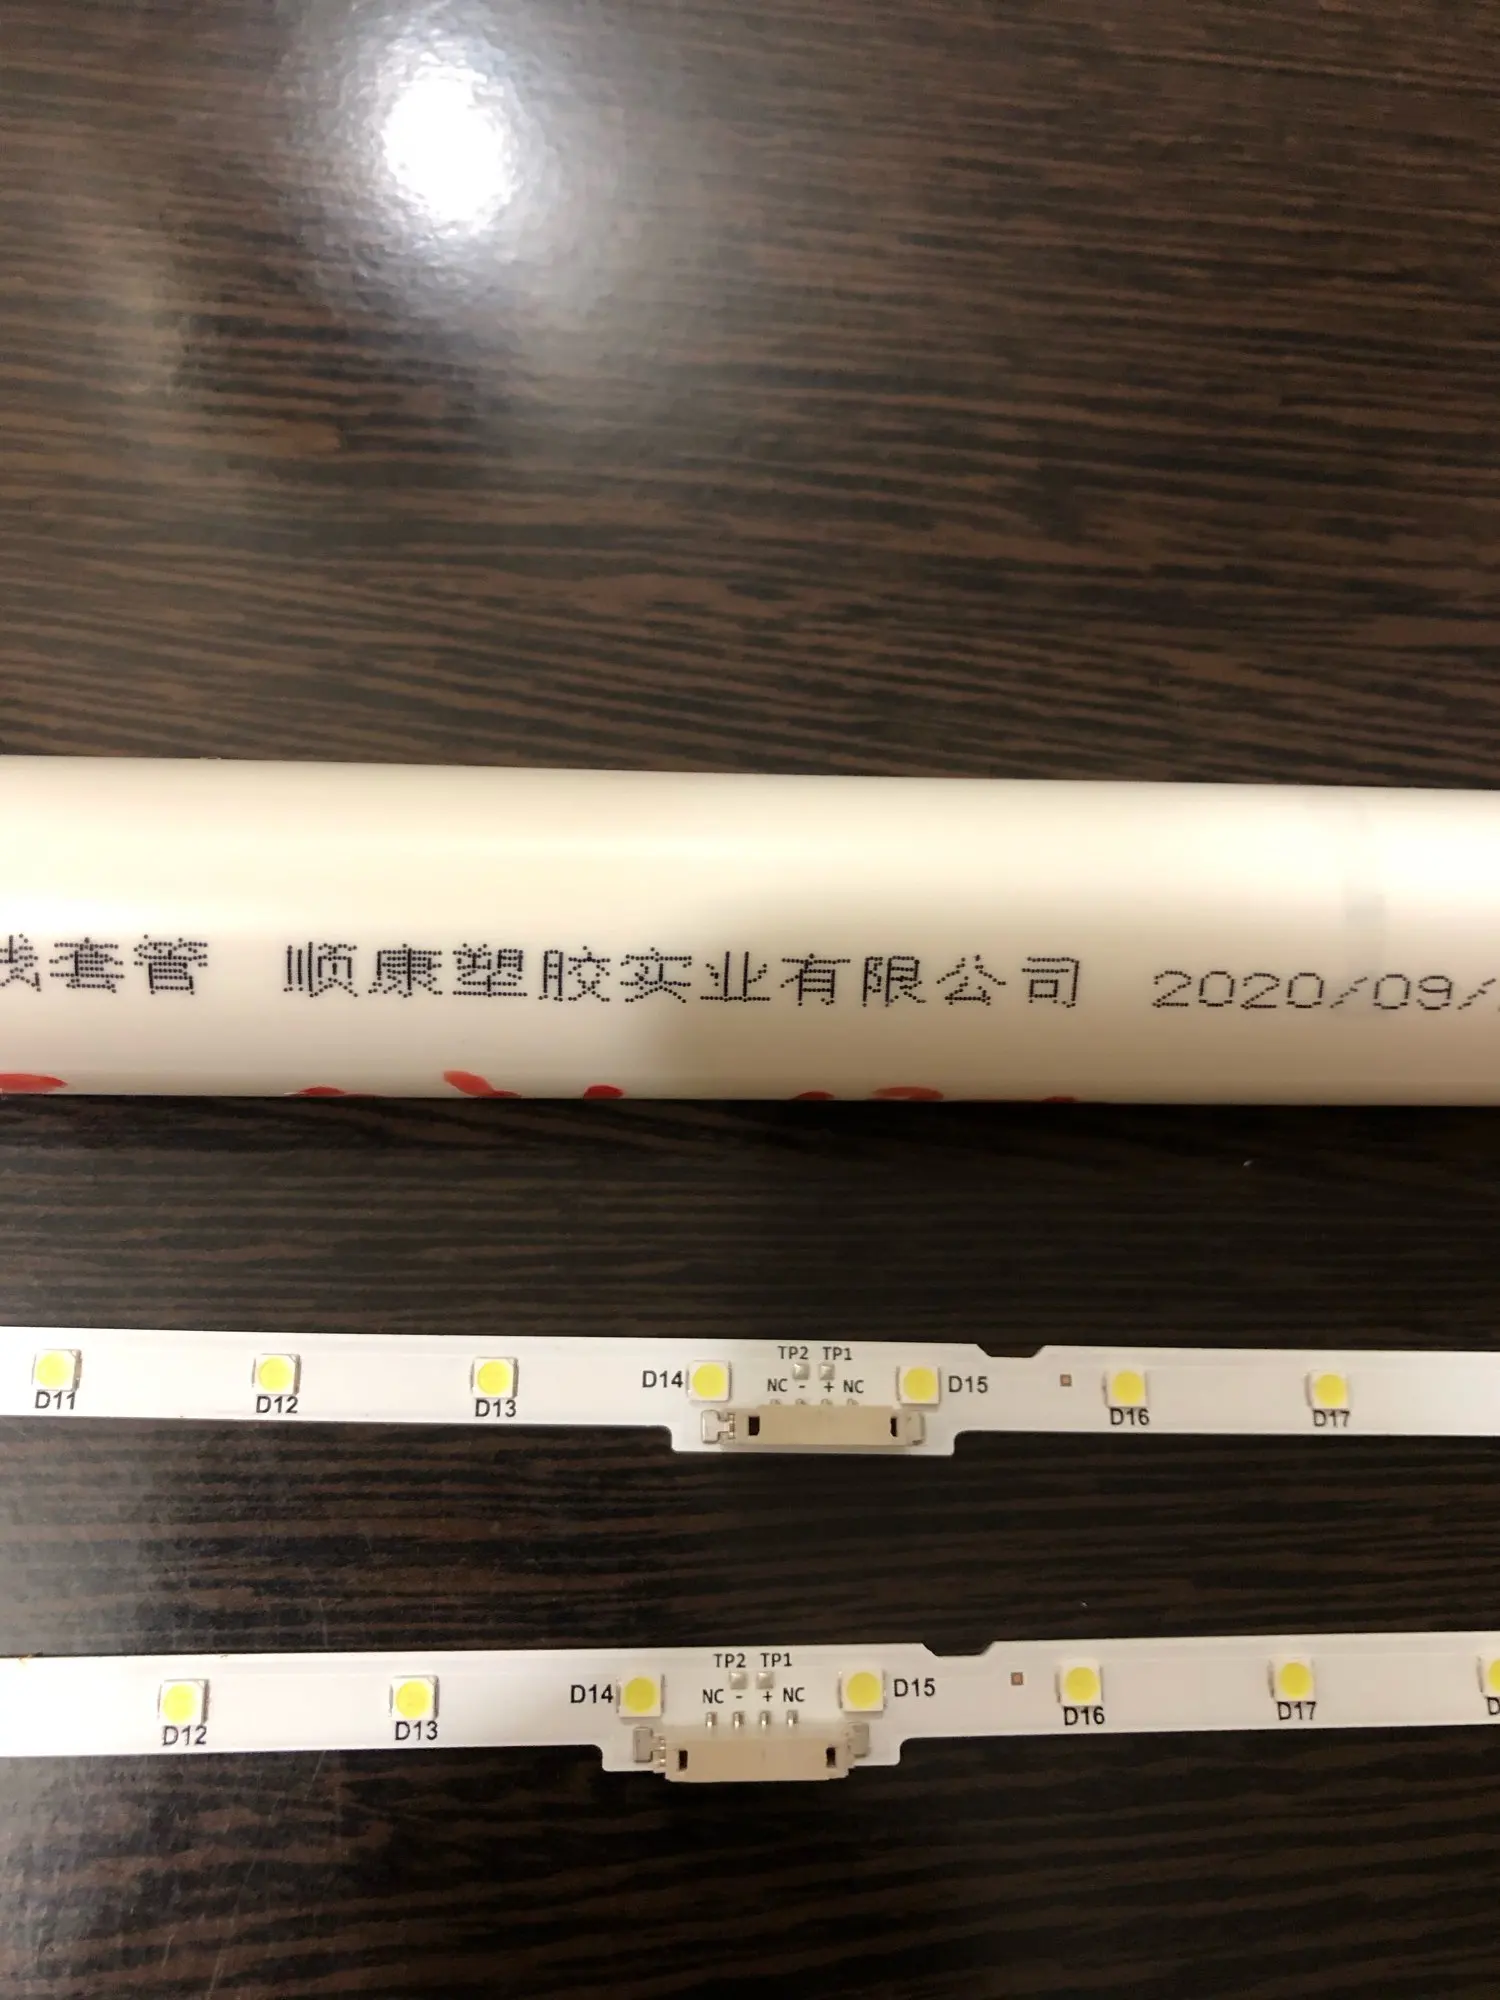 套管 顺康塑胶实业有限公司 2020/09/
TP2 TP1
D14 NC - + NC D15
D11 D12 D13 D16 D17
TP2 TP1
D14 NC - + NC D15
D12 D13 D16 D17